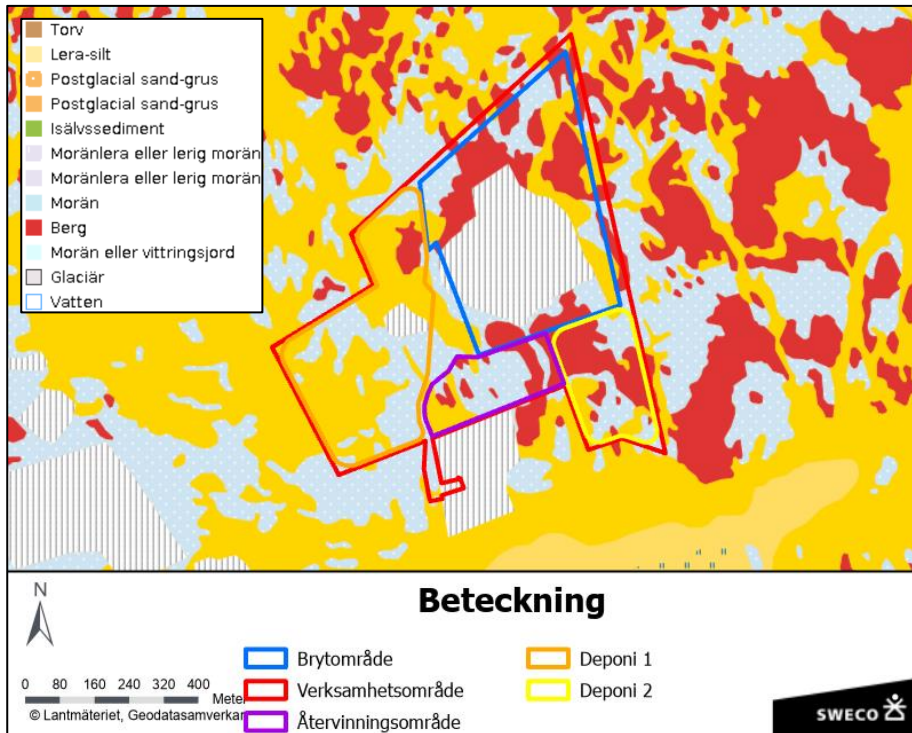 Torv
Lera-silt
Postglacial sand-grus
Postglacial sand-grus
Isälvssediment
Moränlera eller lerig morän
Moränlera eller lerig morän
Morän
Berg
Morän eller vittringsjord
Glaciär
Vatten
Beteckning
N
Brytområde
Verksamhetsområde
Återvinningsområde
Deponi 1
Deponi 2
0 80 160 240 320 400
Meter
© Lantmäteriet, Geodatasamverkan
SWECO